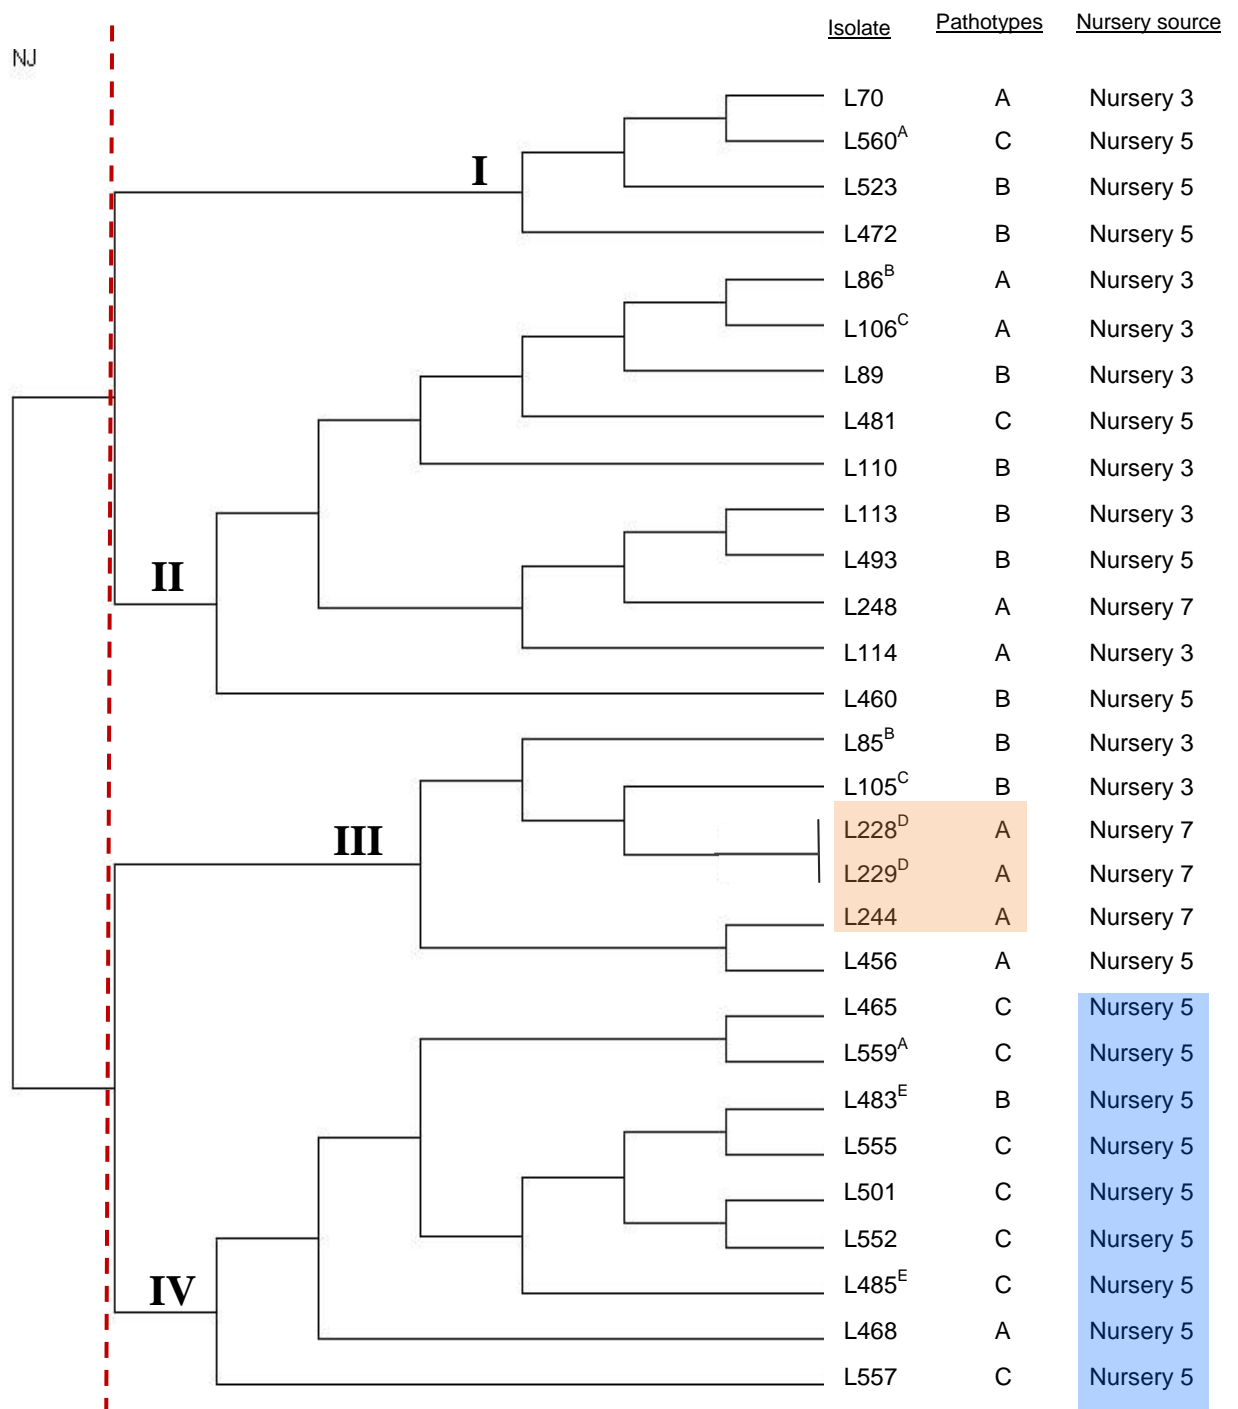 Isolate Pathotypes Nursery source
NJ
L70 A Nursery 3
L560A C Nursery 5
I
L523 B Nursery 5
L472 B Nursery 5
L86B A Nursery 3
L106C A Nursery 3
L89 B Nursery 3
L481 C Nursery 5
L110 B Nursery 3
L113 B Nursery 3
L493 B Nursery 5
II
L248 A Nursery 7
L114 A Nursery 3
L460 B Nursery 5
L85B B Nursery 3
L105C B Nursery 3
L228D A Nursery 7
III
L229D A Nursery 7
L244 A Nursery 7
L456 A Nursery 5
L465 C Nursery 5
L559A C Nursery 5
L483E B Nursery 5
L555 C Nursery 5
L501 C Nursery 5
L552 C Nursery 5
L485E C Nursery 5
IV
L468 A Nursery 5
L557 C Nursery 5